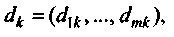 d_k = (d_{1k}, ..., d_{mk}),